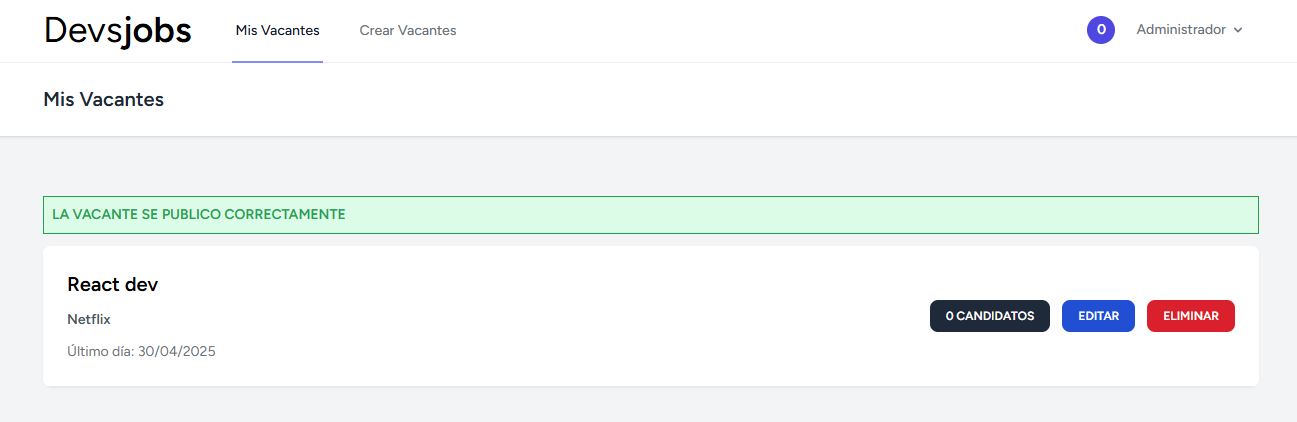 Devsjobs Mis Vacantes Crear Vacantes 0 Administrador
Mis Vacantes
LA VACANTE SE PUBLICO CORRECTAMENTE
React dev
Netflix
0 CANDIDATOS EDITAR ELIMINAR
Último día: 30/04/2025